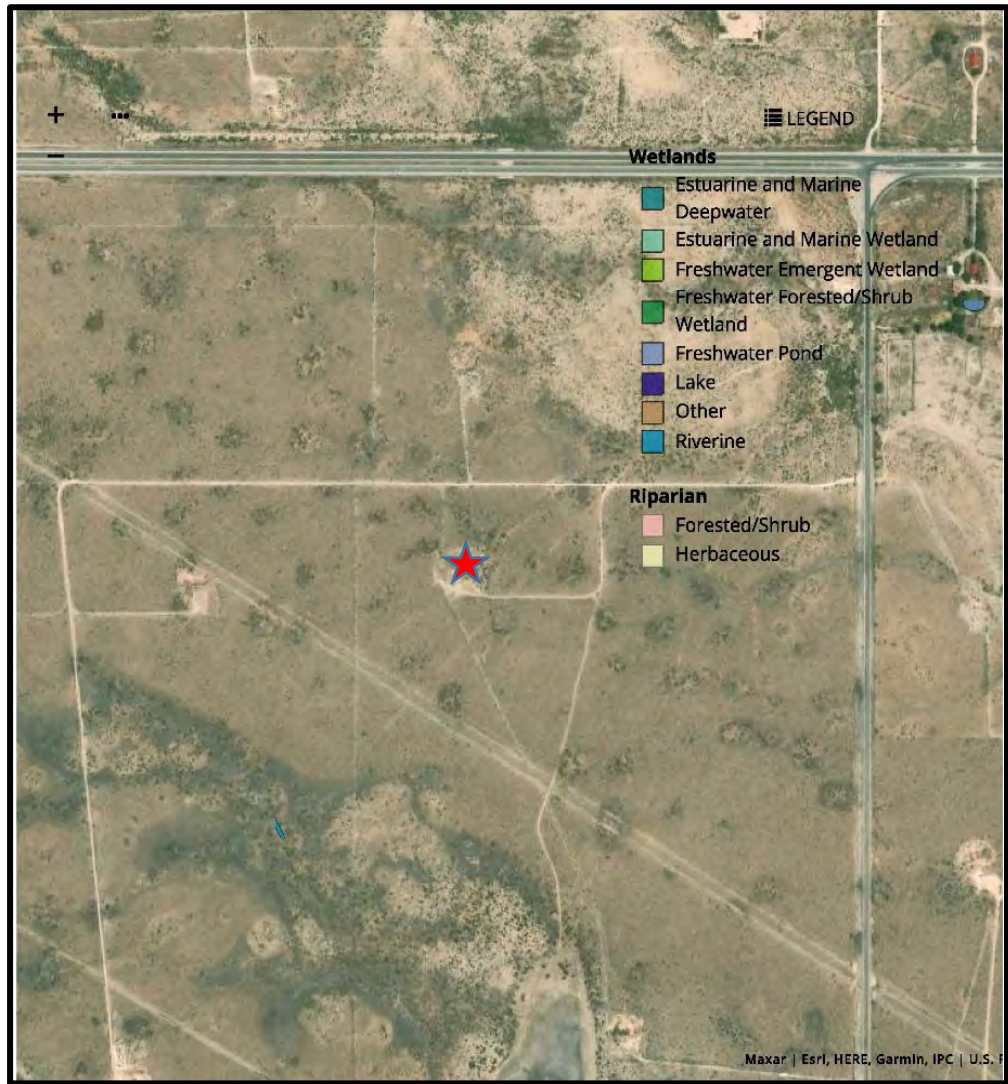 LEGEND
Wetlands
Estuarine and Marine
Deepwater
Estuarine and Marine Wetland
Freshwater Emergent Wetland
Freshwater Forested/Shrub
Wetland
Freshwater Pond
Lake
Other
Riverine
Riparian
Forested/Shrub
Herbaceous
Maxar | Esri, HERE, Garmin, IPC | U.S.